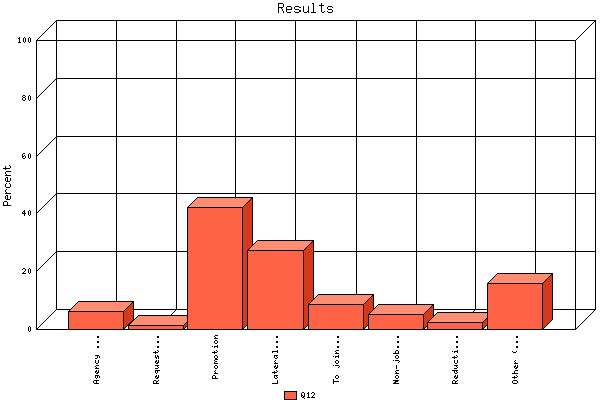 Results
Percent
100
80
60
40
20
0
Agency ...
Request...
Promotion
Lateral...
To join...
Non-job...
Reducti...
Other (...
Q12